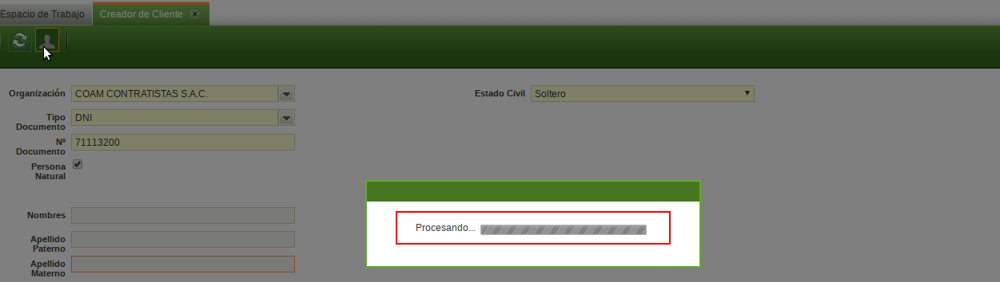 Espacio de Trabajo
Creador de Cliente
Organización
COAM CONTRATISTAS S.A.C.
Estado Civil
Soltero
Tipo
Documento
DNI
Nº
Documento
71113200
Persona
Natural
Procesando...
Nombres
Apellido
Paterno
Apellido
Materno